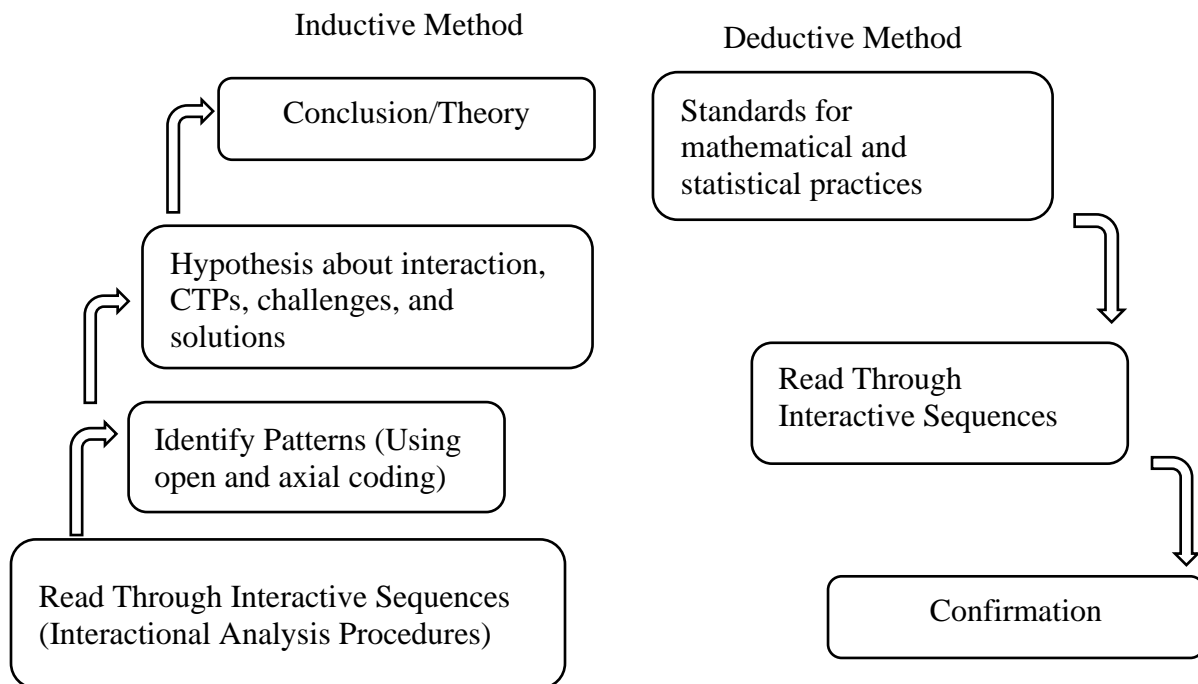 Inductive Method
Conclusion/Theory
Hypothesis about interaction,
CTPs, challenges, and
solutions
Identify Patterns (Using
open and axial coding)
Read Through Interactive Sequences
(Interactional Analysis Procedures)
Deductive Method
Standards for
mathematical and
statistical practices
Read Through
Interactive Sequences
Confirmation